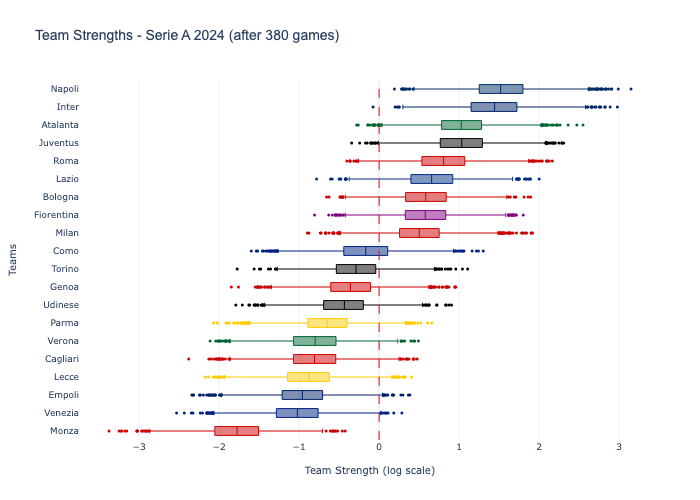 Team Strengths - Serie A 2024 (after 380 games)
Napoli
Inter
Atalanta
Juventus
Roma
Lazio
Bologna
Fiorentina
Milan
Como
Torino
Genoa
Udinese
Parma
Verona
Cagliari
Lecce
Empoli
Venezia
Monza
Teams
−3 −2 −1 0 1 2 3
Team Strength (log scale)